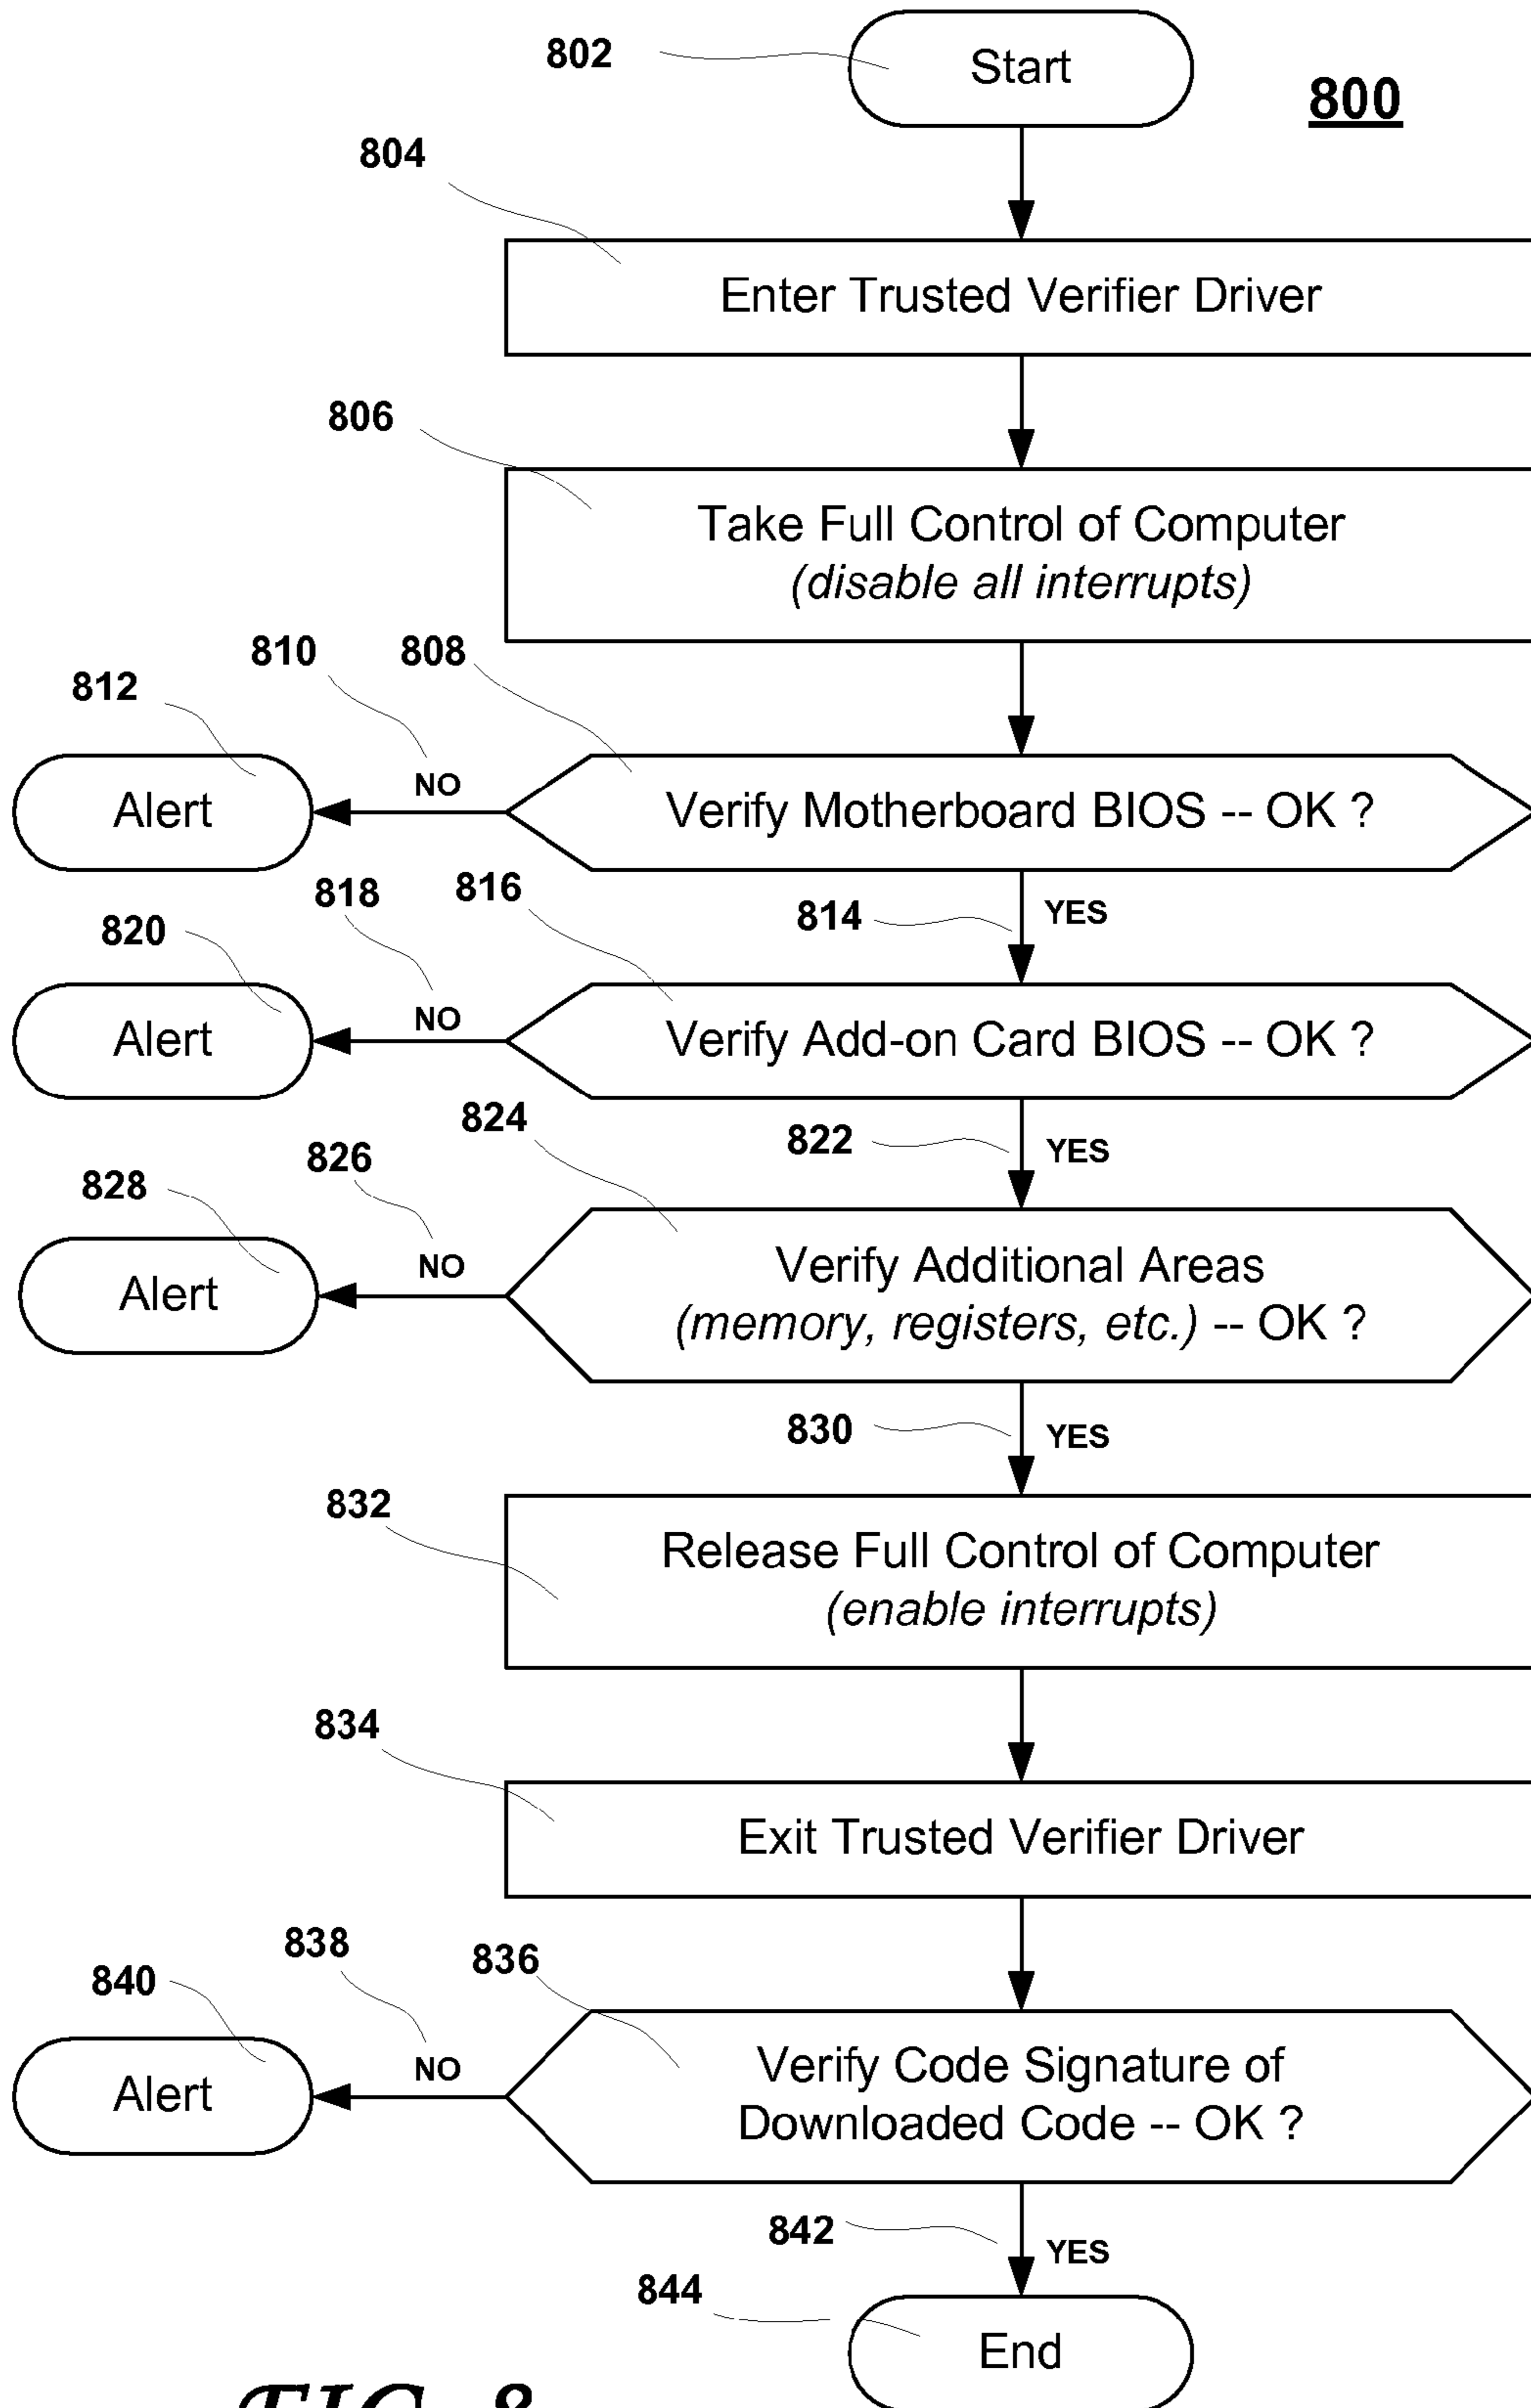 802
Start
800
804
Enter Trusted Verifier Driver
806
Take Full Control of Computer
(disable all interrupts)
810
808
812
Alert
NO
Verify Motherboard BIOS -- OK ?
818
816
814
YES
820
Alert
NO
Verify Add-on Card BIOS -- OK ?
824
822
YES
826
828
Alert
NO
Verify Additional Areas
(memory, registers, etc.) -- OK ?
830
YES
832
Release Full Control of Computer
(enable interrupts)
834
Exit Trusted Verifier Driver
838
836
840
Alert
NO
Verify Code Signature of
Downloaded Code -- OK ?
842
YES
844
End
FIG. 8